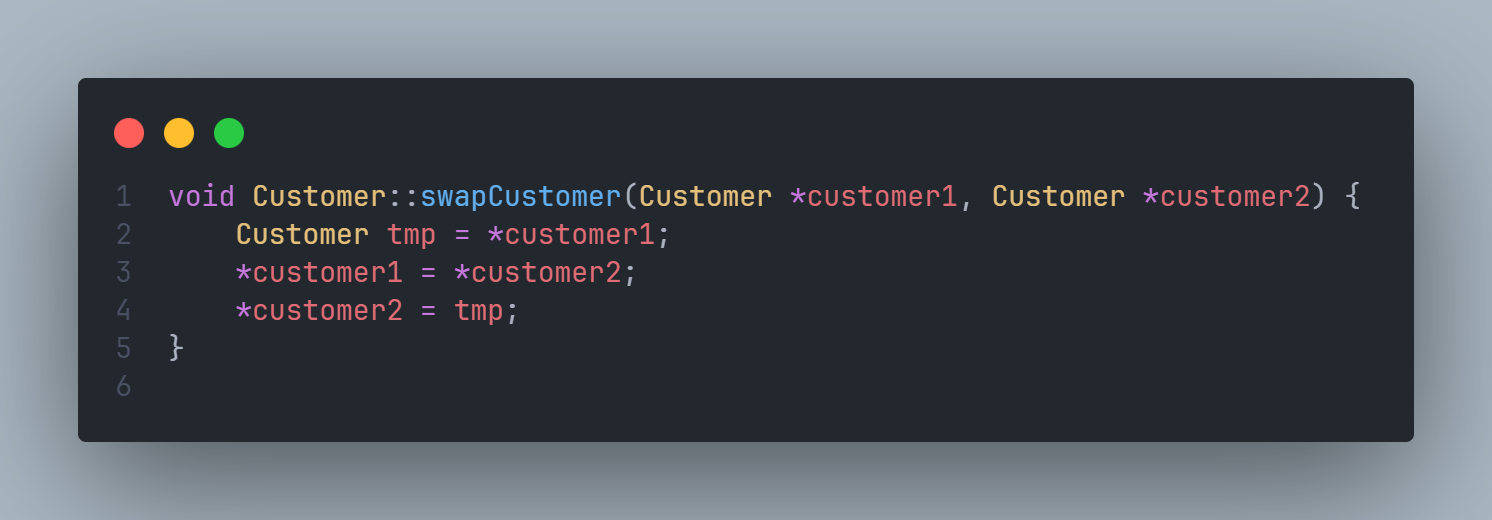 1 void Customer::swapCustomer(Customer *customer1, Customer *customer2) {
2     Customer tmp = *customer1;
3     *customer1 = *customer2;
4     *customer2 = tmp;
5 }
6